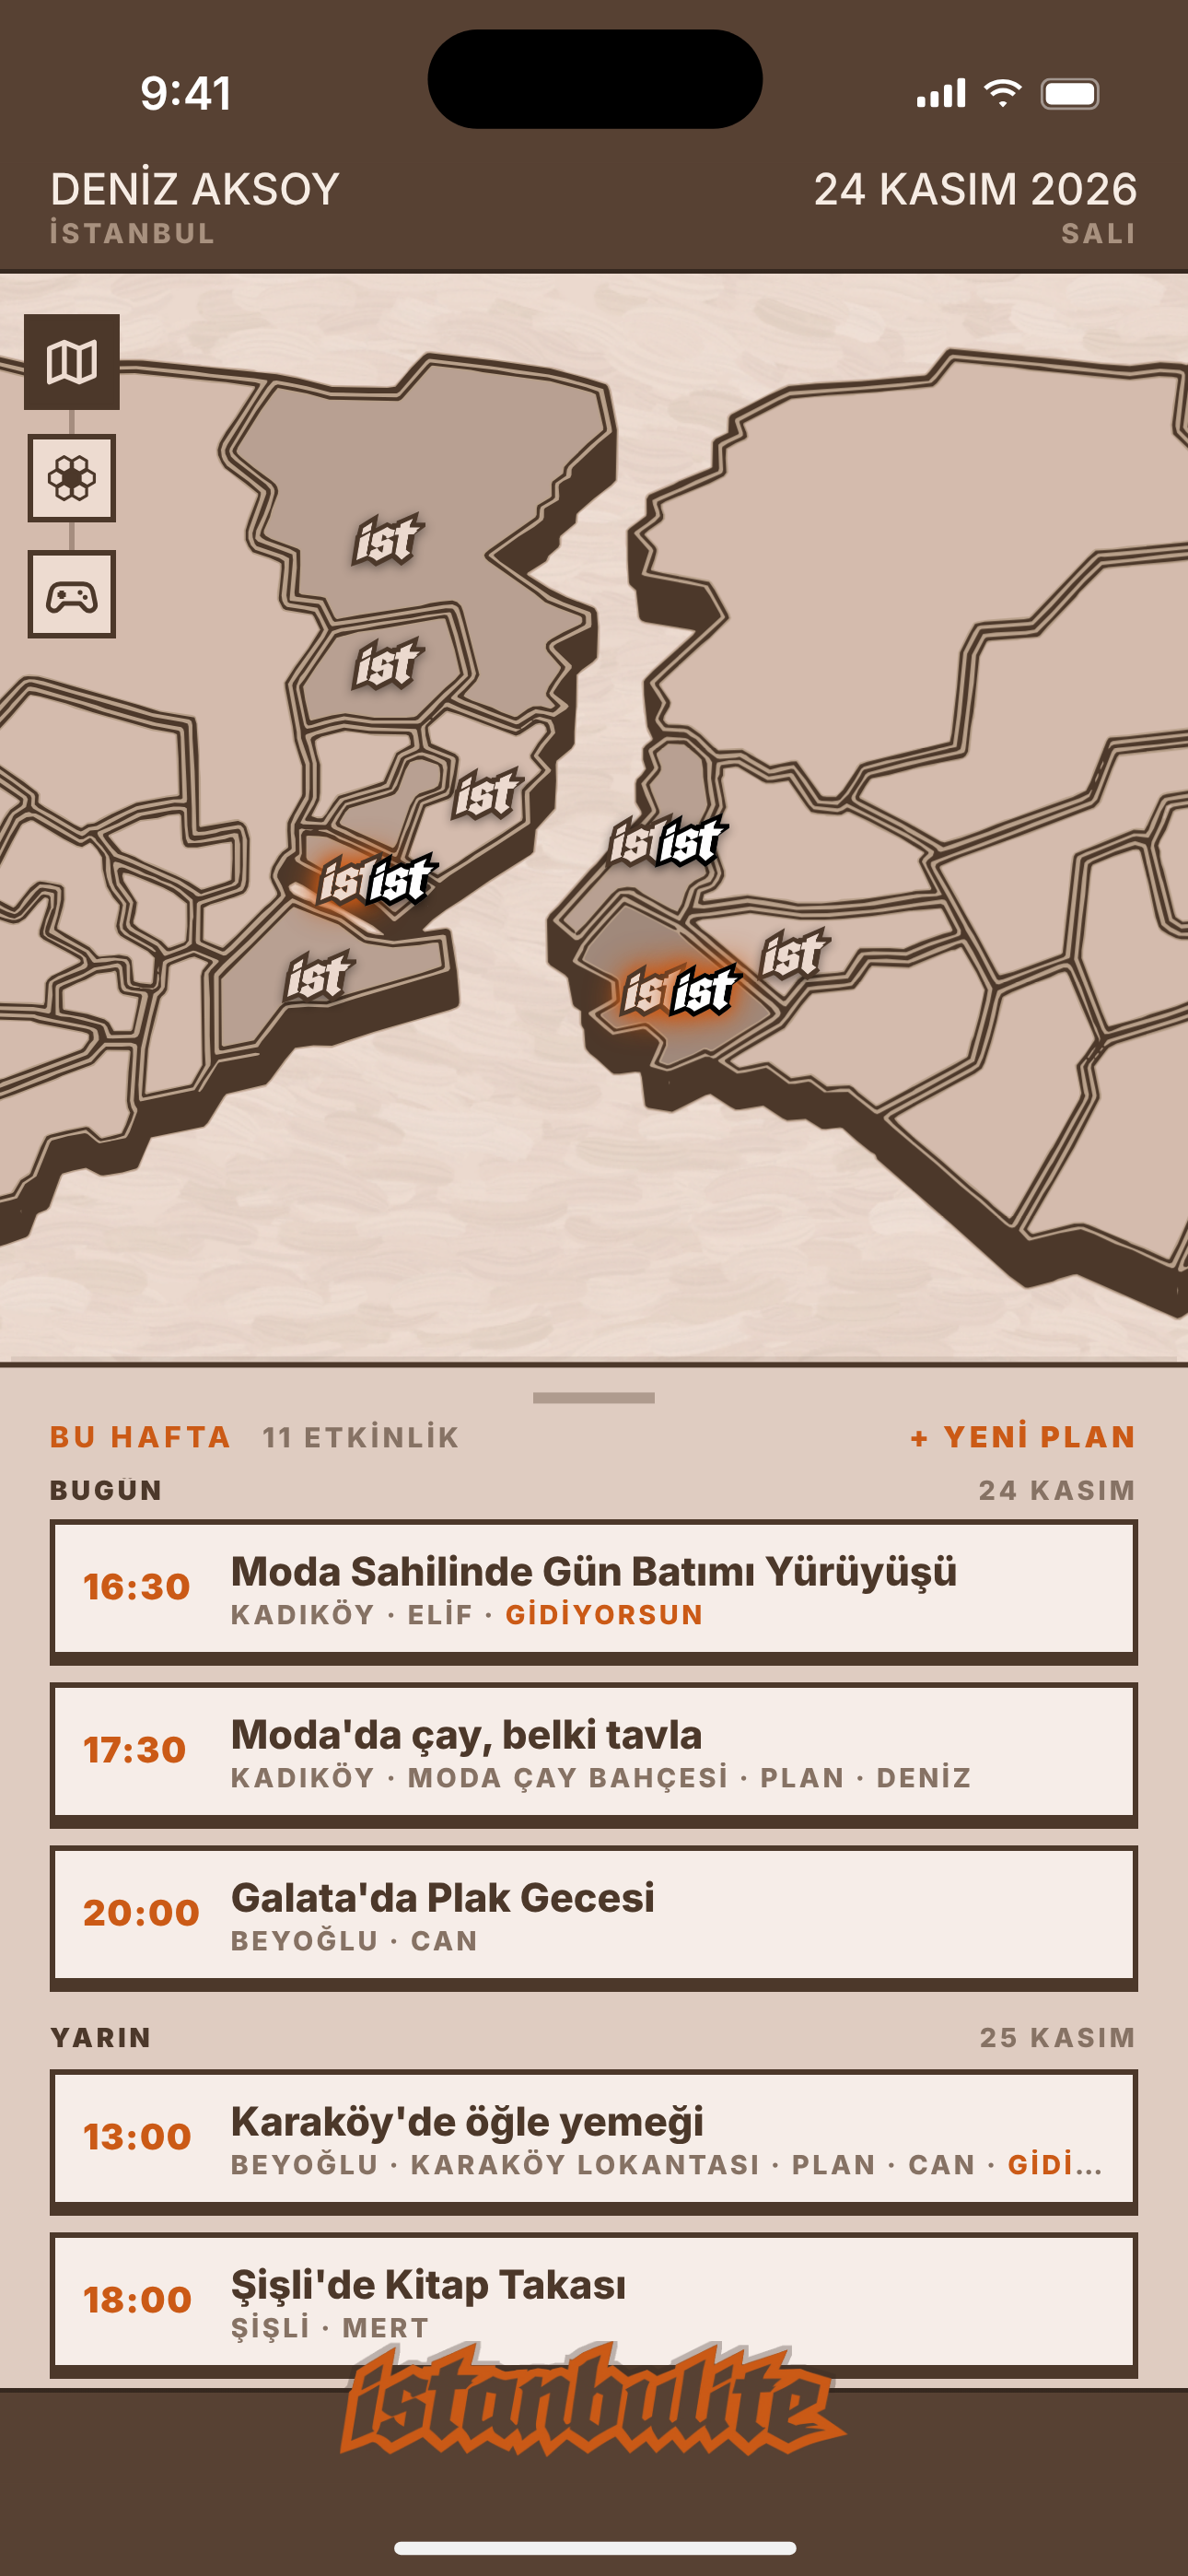 9:41
DENİZ AKSOY
24 KASIM 2026
İSTANBUL
SALI
ist
ist
ist
ist
ist
ist
ist
ist
ist
ist
ist
BU HAFTA 11 ETKİNLİK
+ YENİ PLAN
BUGÜN
24 KASIM
16:30
Moda Sahilinde Gün Batımı Yürüyüşü
KADIKÖY · ELİF · GİDİYORSUN
17:30
Moda'da çay, belki tavla
KADIKÖY · MODA ÇAY BAHÇESİ · PLAN · DENİZ
20:00
Galata'da Plak Gecesi
BEYOĞLU · CAN
YARIN
25 KASIM
13:00
Karaköy'de öğle yemeği
BEYOĞLU · KARAKÖY LOKANTASI · PLAN · CAN · GİDİ...
18:00
Şişli'de Kitap Takası
ŞİŞLİ · MERT
istanbulite